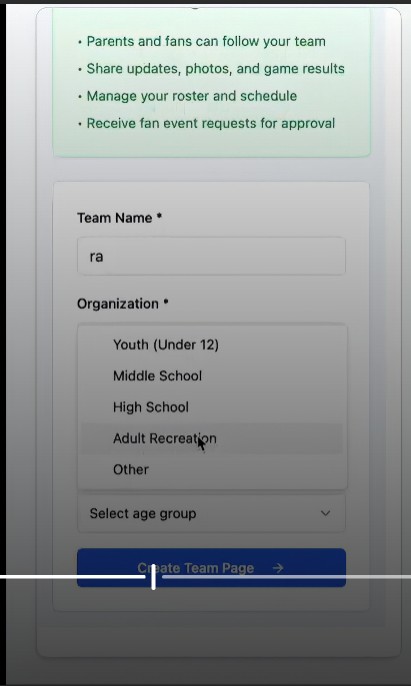 • Parents and fans can follow your team
• Share updates, photos, and game results
• Manage your roster and schedule
• Receive fan event requests for approval
Team Name *
ra
Organization *
Youth (Under 12)
Middle School
High School
Adult Recreation
Other
Select age group
Create Team Page →